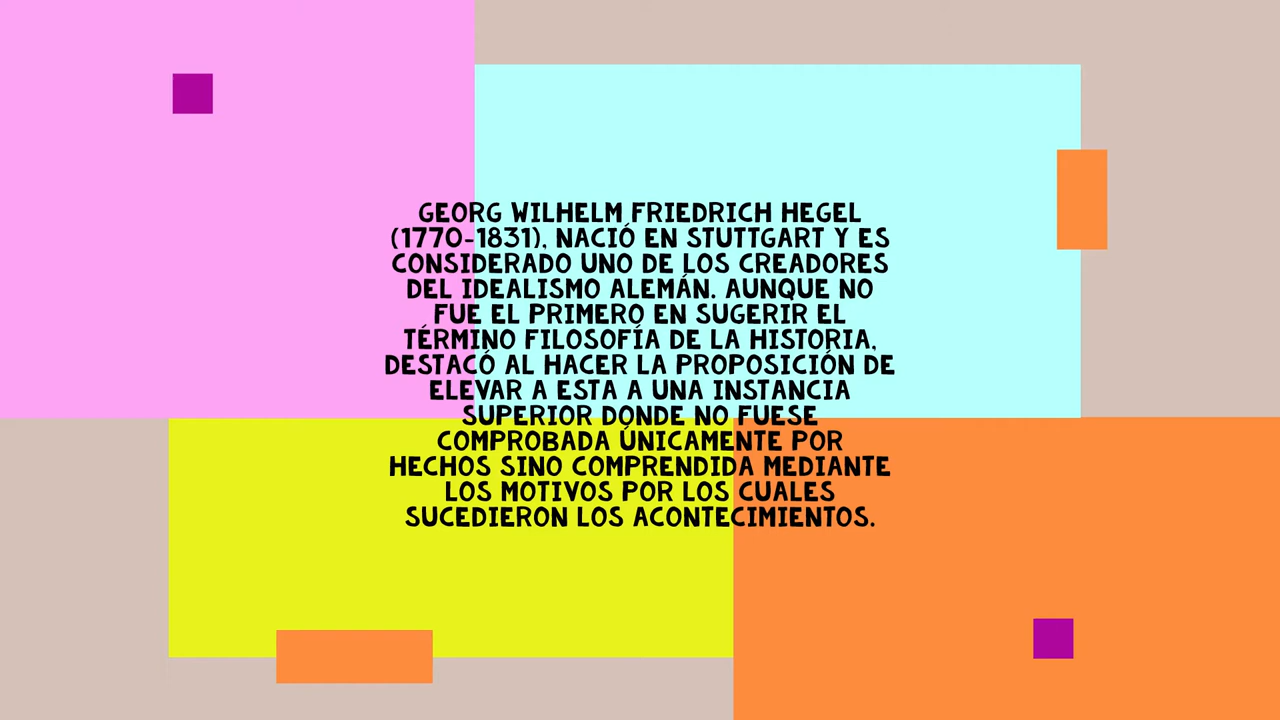 GEORG WILHELM FRIEDRICH HEGEL
(1770-1831), NACIÓ EN STUTTGART Y ES
CONSIDERADO UNO DE LOS CREADORES
DEL IDEALISMO ALEMÁN. AUNQUE NO
FUE EL PRIMERO EN SUGERIR EL
TÉRMINO FILOSOFÍA DE LA HISTORIA,
DESTACÓ AL HACER LA PROPOSICIÓN DE
ELEVAR A ESTA A UNA INSTANCIA
SUPERIOR DONDE NO FUESE
COMPROBADA ÚNICAMENTE POR
HECHOS SINO COMPRENDIDA MEDIANTE
LOS MOTIVOS POR LOS CUALES
SUCEDIERON LOS ACONTECIMIENTOS.